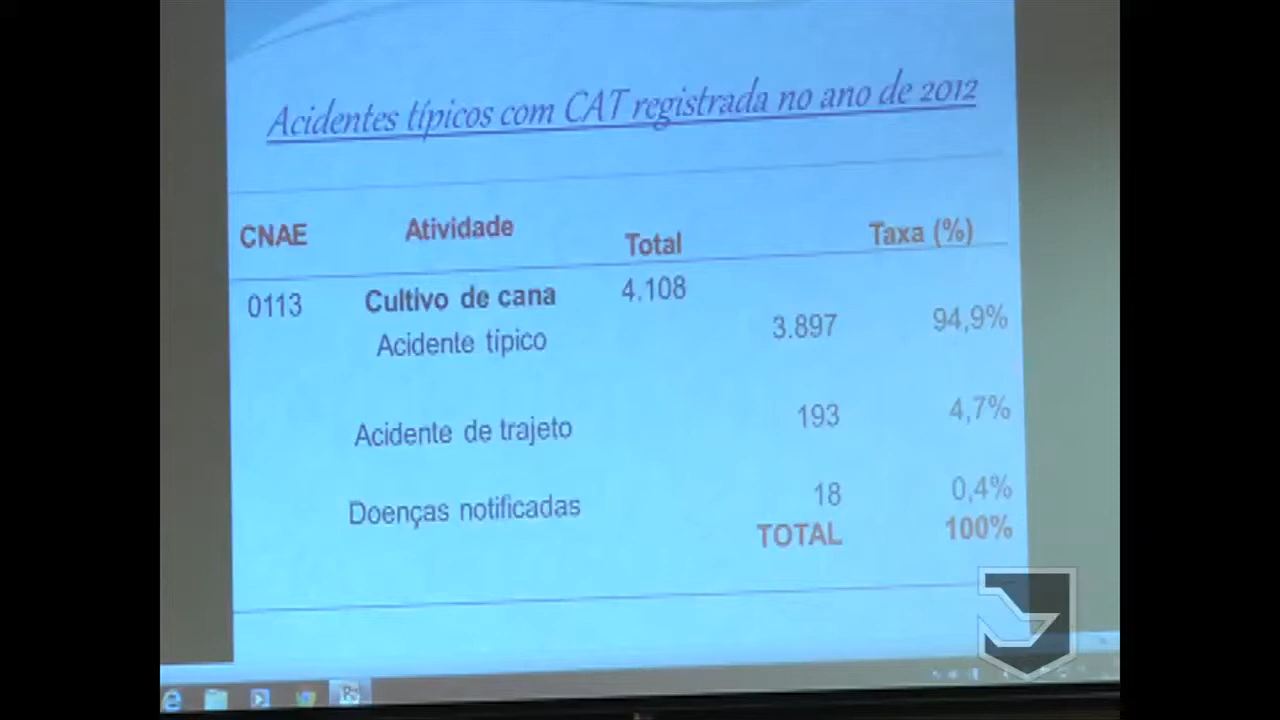 Acidentes típicos com CAT registrada no ano de 2012
CNAE Atividade Total Taxa (%)
0113 Cultivo de cana 4.108
Acidente típico 3.897 94,9%
Acidente de trajeto 193 4,7%
Doenças notificadas 18 0,4%
TOTAL 100%